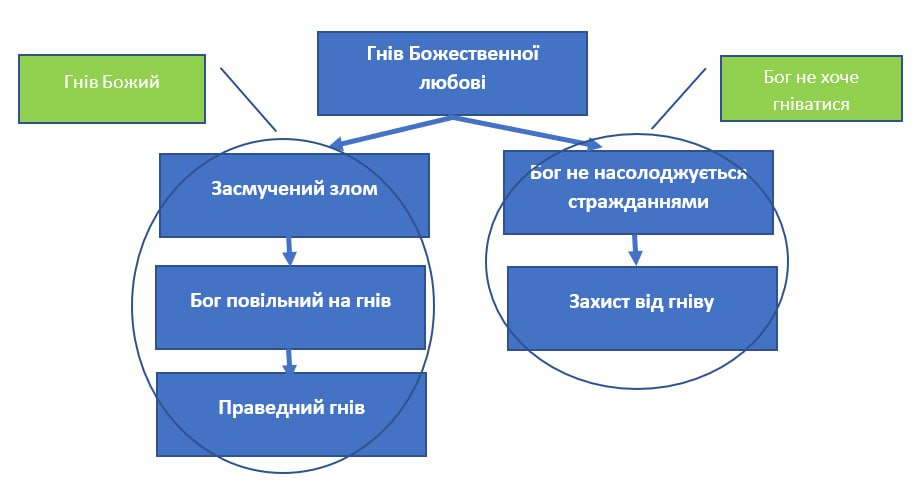 Гнів Божественної
любові
Гнів Божий
Бог не хоче
гніватися
Засмучений злом
Бог не насолоджується
стражданнями
Бог повільний на гнів
Захист від гніву
Праведний гнів